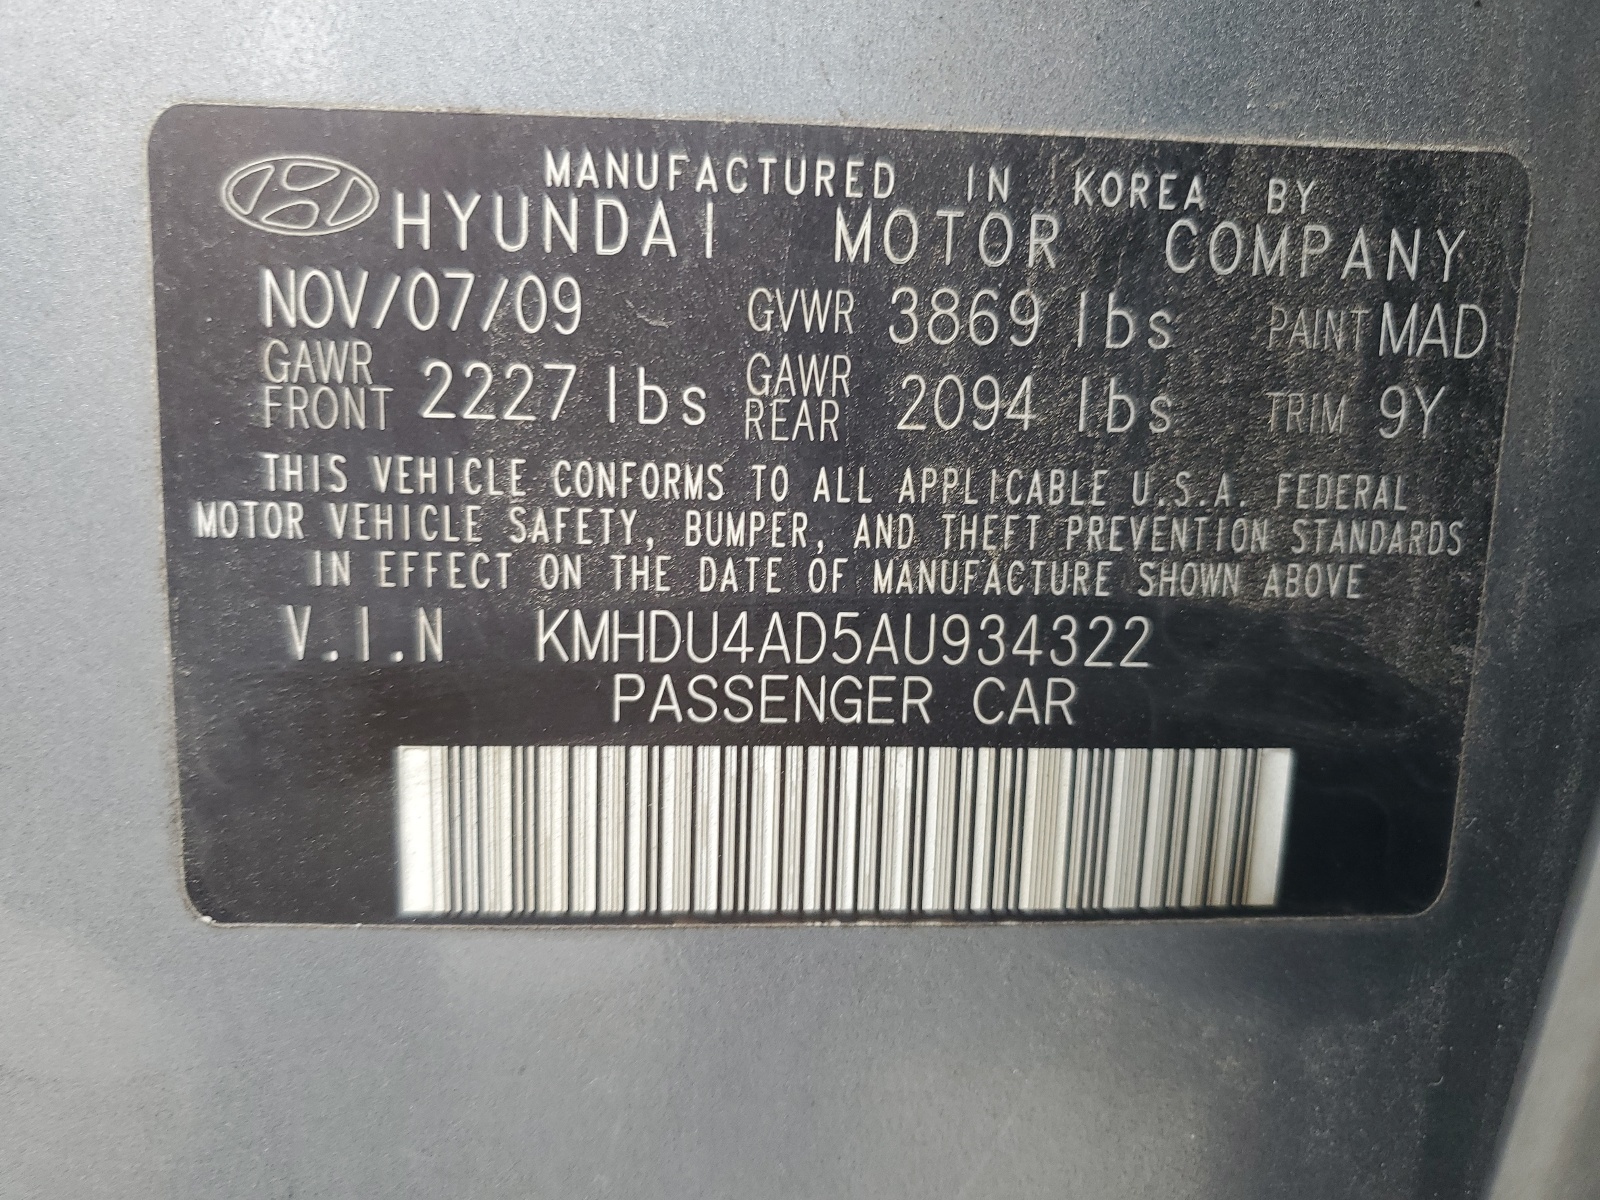 MANUFACTURED IN KOREA BY
HYUNDAI MOTOR COMPANY
NOV/07/09 GVWR 3869 lbs PAINT MAD
GAWR FRONT 2227 lbs GAWR REAR 2094 lbs TRIM 9Y
THIS VEHICLE CONFORMS TO ALL APPLICABLE U.S.A. FEDERAL
MOTOR VEHICLE SAFETY, BUMPER, AND THEFT PREVENTION STANDARDS
IN EFFECT ON THE DATE OF MANUFACTURE SHOWN ABOVE
V.I.N KMHDU4AD5AU934322
PASSENGER CAR